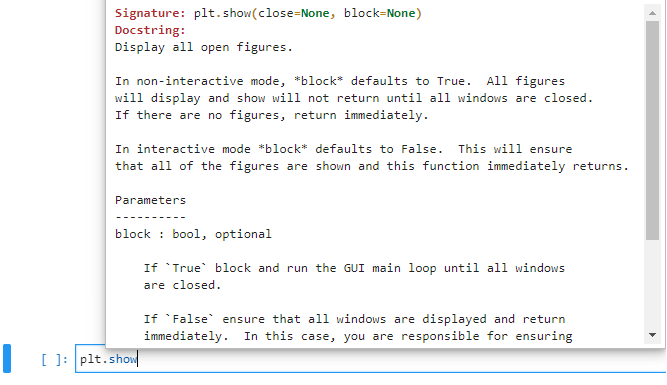 Signature: plt.show(close=None, block=None)
Docstring:
Display all open figures.
In non-interactive mode, *block* defaults to True.  All figures
will display and show will not return until all windows are closed.
If there are no figures, return immediately.
In interactive mode *block* defaults to False.  This will ensure
that all of the figures are shown and this function immediately returns.
Parameters
----------
block : bool, optional
If `True` block and run the GUI main loop until all windows
are closed.
If `False` ensure that all windows are displayed and return
immediately.  In this case, you are responsible for ensuring
[ ]: plt.show